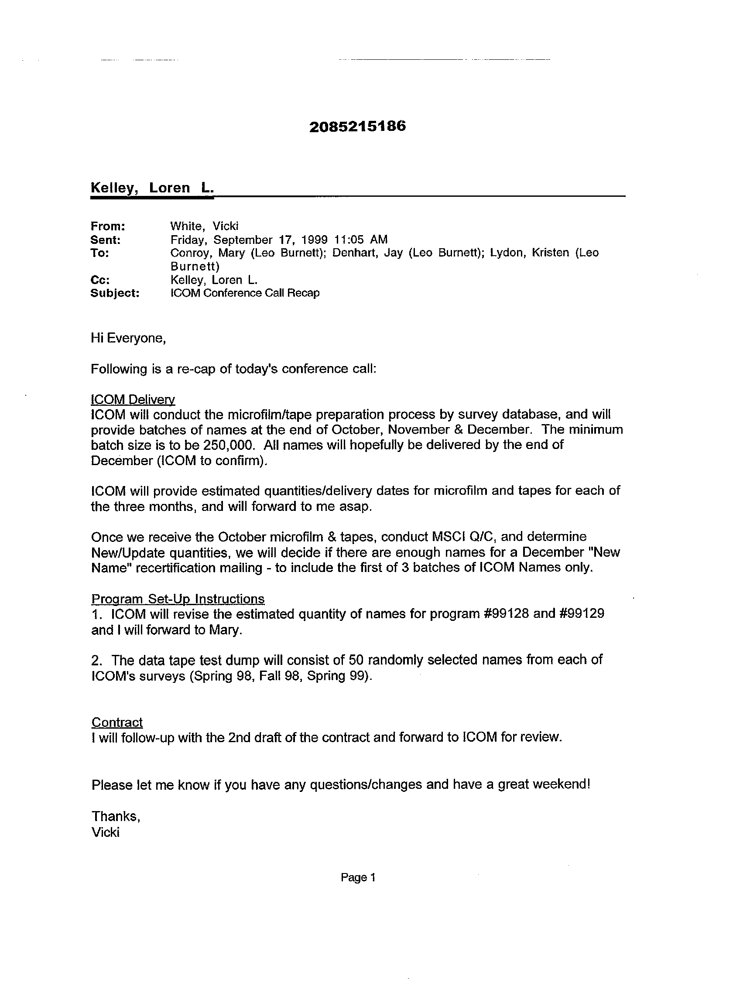 2085215186
Kelley, Loren L.
From: White, Vicki
Sent: Friday, September 17, 1999 11:05 AM
To: Conroy, Mary (Leo Burnett); Denhart, Jay (Leo Burnett); Lydon, Kristen (Leo
Burnett)
Cc: Kelley, Loren L.
Subject: ICOM Conference Call Recap
Hi Everyone,
Following is a re-cap of today's conference call:
ICOM Delivery
ICOM will conduct the microfilm/tape preparation process by survey database, and will
provide batches of names at the end of October, November & December. The minimum
batch size is to be 250,000. All names will hopefully be delivered by the end of
December (ICOM to confirm).
ICOM will provide estimated quantities/delivery dates for microfilm and tapes for each of
the three months, and will forward to me asap.
Once we receive the October microfilm & tapes, conduct MSCI Q/C, and determine
New/Update quantities, we will decide if there are enough names for a December "New
Name" recertification mailing - to include the first of 3 batches of ICOM Names only.
Program Set-Up Instructions
1. ICOM will revise the estimated quantity of names for program #99128 and #99129
and I will forward to Mary.
2. The data tape test dump will consist of 50 randomly selected names from each of
ICOM's surveys (Spring 98, Fall 98, Spring 99).
Contract
I will follow-up with the 2nd draft of the contract and forward to ICOM for review.
Please let me know if you have any questions/changes and have a great weekend!
Thanks,
Vicki
Page 1